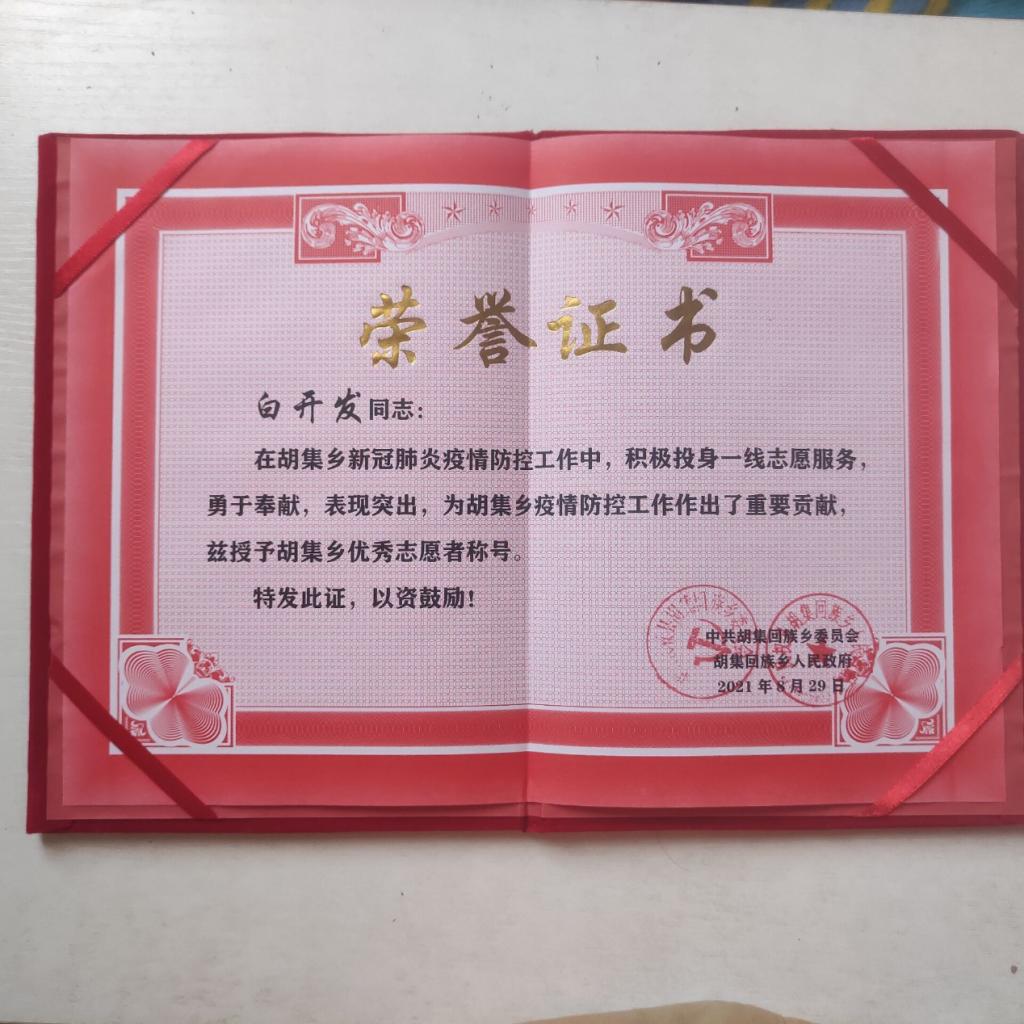 荣誉证书
白开发同志：
在胡集乡新冠肺炎疫情防控工作中，积极投身一线志愿服务，
勇于奉献，表现突出，为胡集乡疫情防控工作作出了重要贡献，
兹授予胡集乡优秀志愿者称号。
特发此证，以资鼓励！
中共胡集回族乡委员会
胡集回族乡人民政府
2021年8月29日